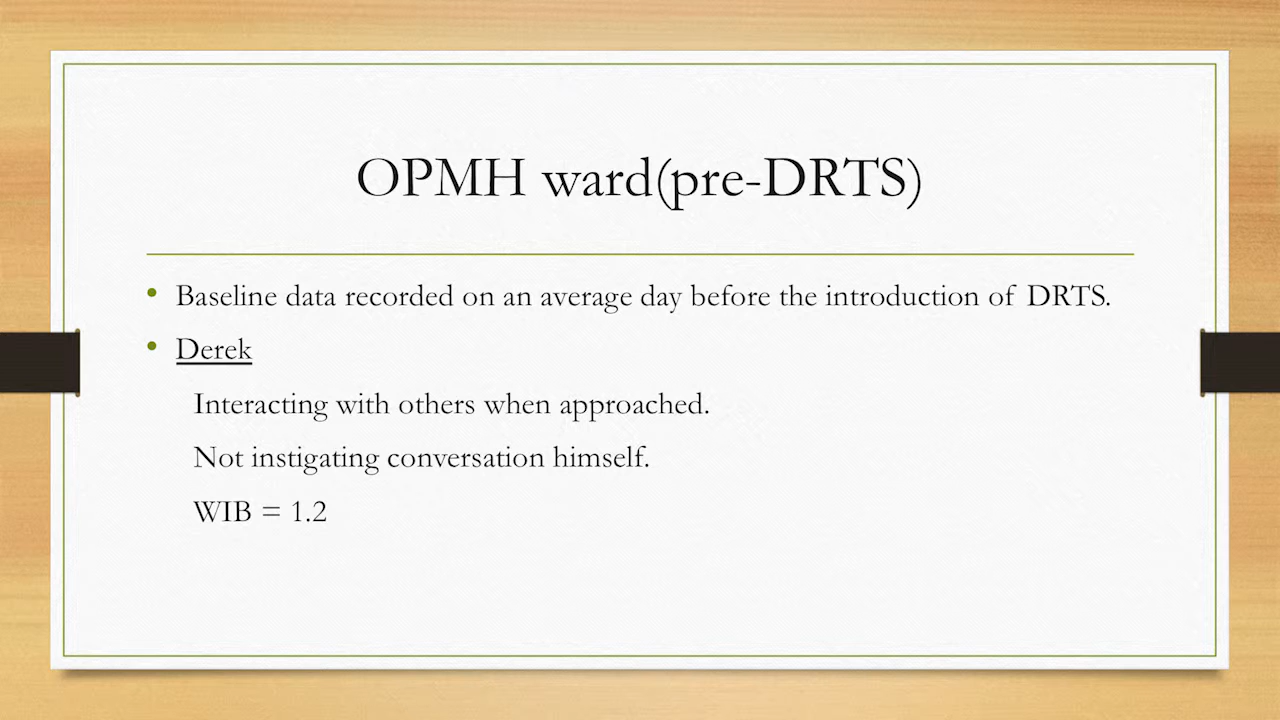 OPMH ward(pre-DRTS)
• Baseline data recorded on an average day before the introduction of DRTS.
• Derek
Interacting with others when approached.
Not instigating conversation himself.
WIB = 1.2